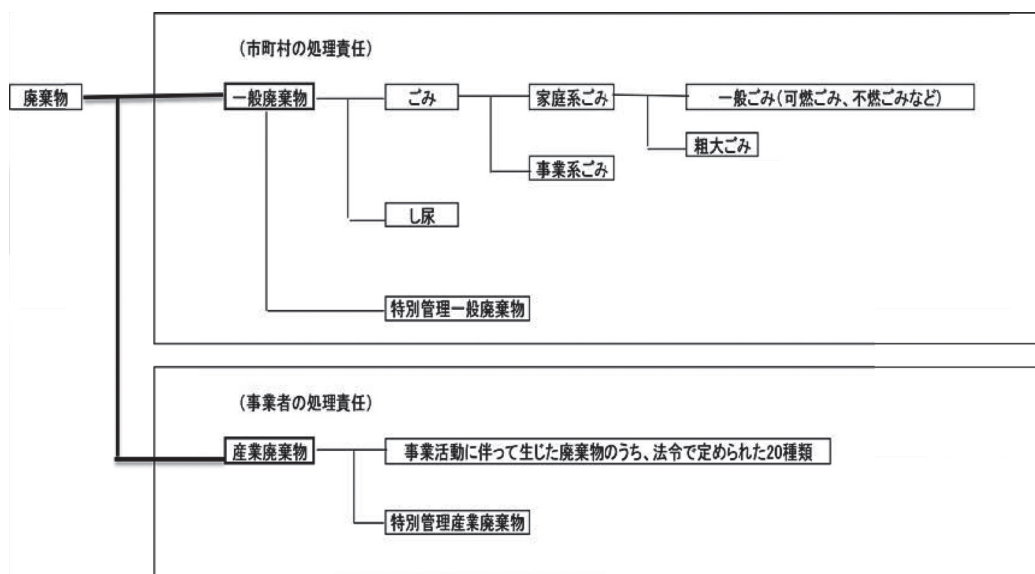 (市町村の処理責任)
廃棄物
一般廃棄物
ごみ
家庭系ごみ
一般ごみ(可燃ごみ、不燃ごみなど)
粗大ごみ
事業系ごみ
し尿
特別管理一般廃棄物
(事業者の処理責任)
産業廃棄物
事業活動に伴って生じた廃棄物のうち、法令で定められた20種類
特別管理産業廃棄物